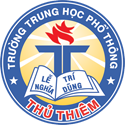 TRƯỜNG TRUNG HỌC PHỔ THÔNG
LỄ TRÍ
NGHĨA DŨNG
THỦ THIÊM